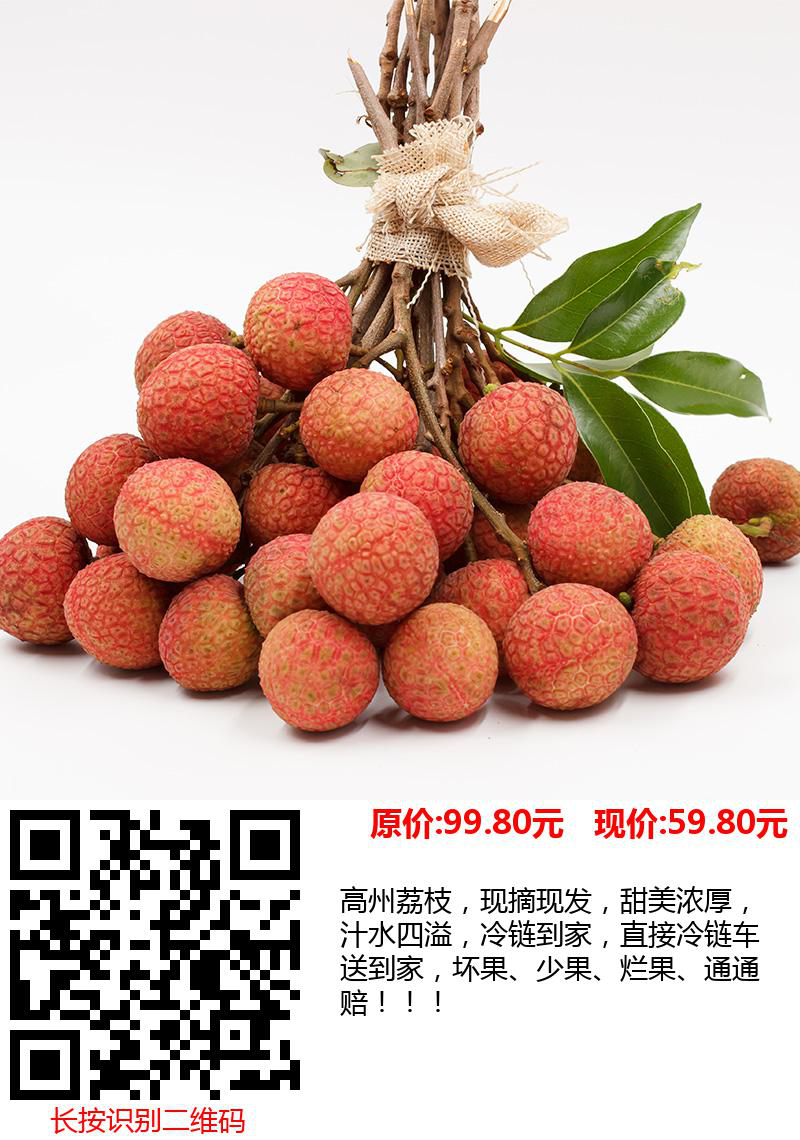 原价:99.80元 现价:59.80元
高州荔枝，现摘现发，甜美浓厚，
汁水四溢，冷链到家，直接冷链车
送到家，坏果、少果、烂果、通通
赔！！！
长按识别二维码